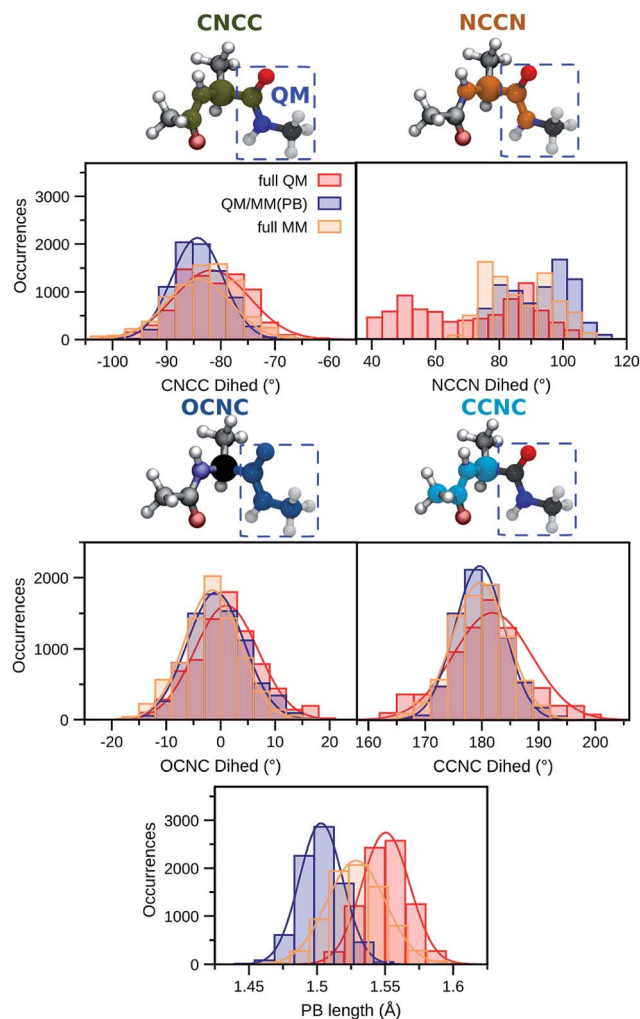 CNCC
NCCN
QM
full QM
QM/MM(PB)
full MM
Occurrences
3000
2000
1000
0
-100 -90 -80 -70 -60
CNCC Dihed (°)
40 60 80 100 120
NCCN Dihed (°)
OCNC
CCNC
Occurrences
2000
1000
0
-20 -10 0 10 20
OCNC Dihed (°)
160 170 180 190 200
CCNC Dihed (°)
Occurrences
3000
2000
1000
0
1.45 1.5 1.55 1.6
PB length (Å)